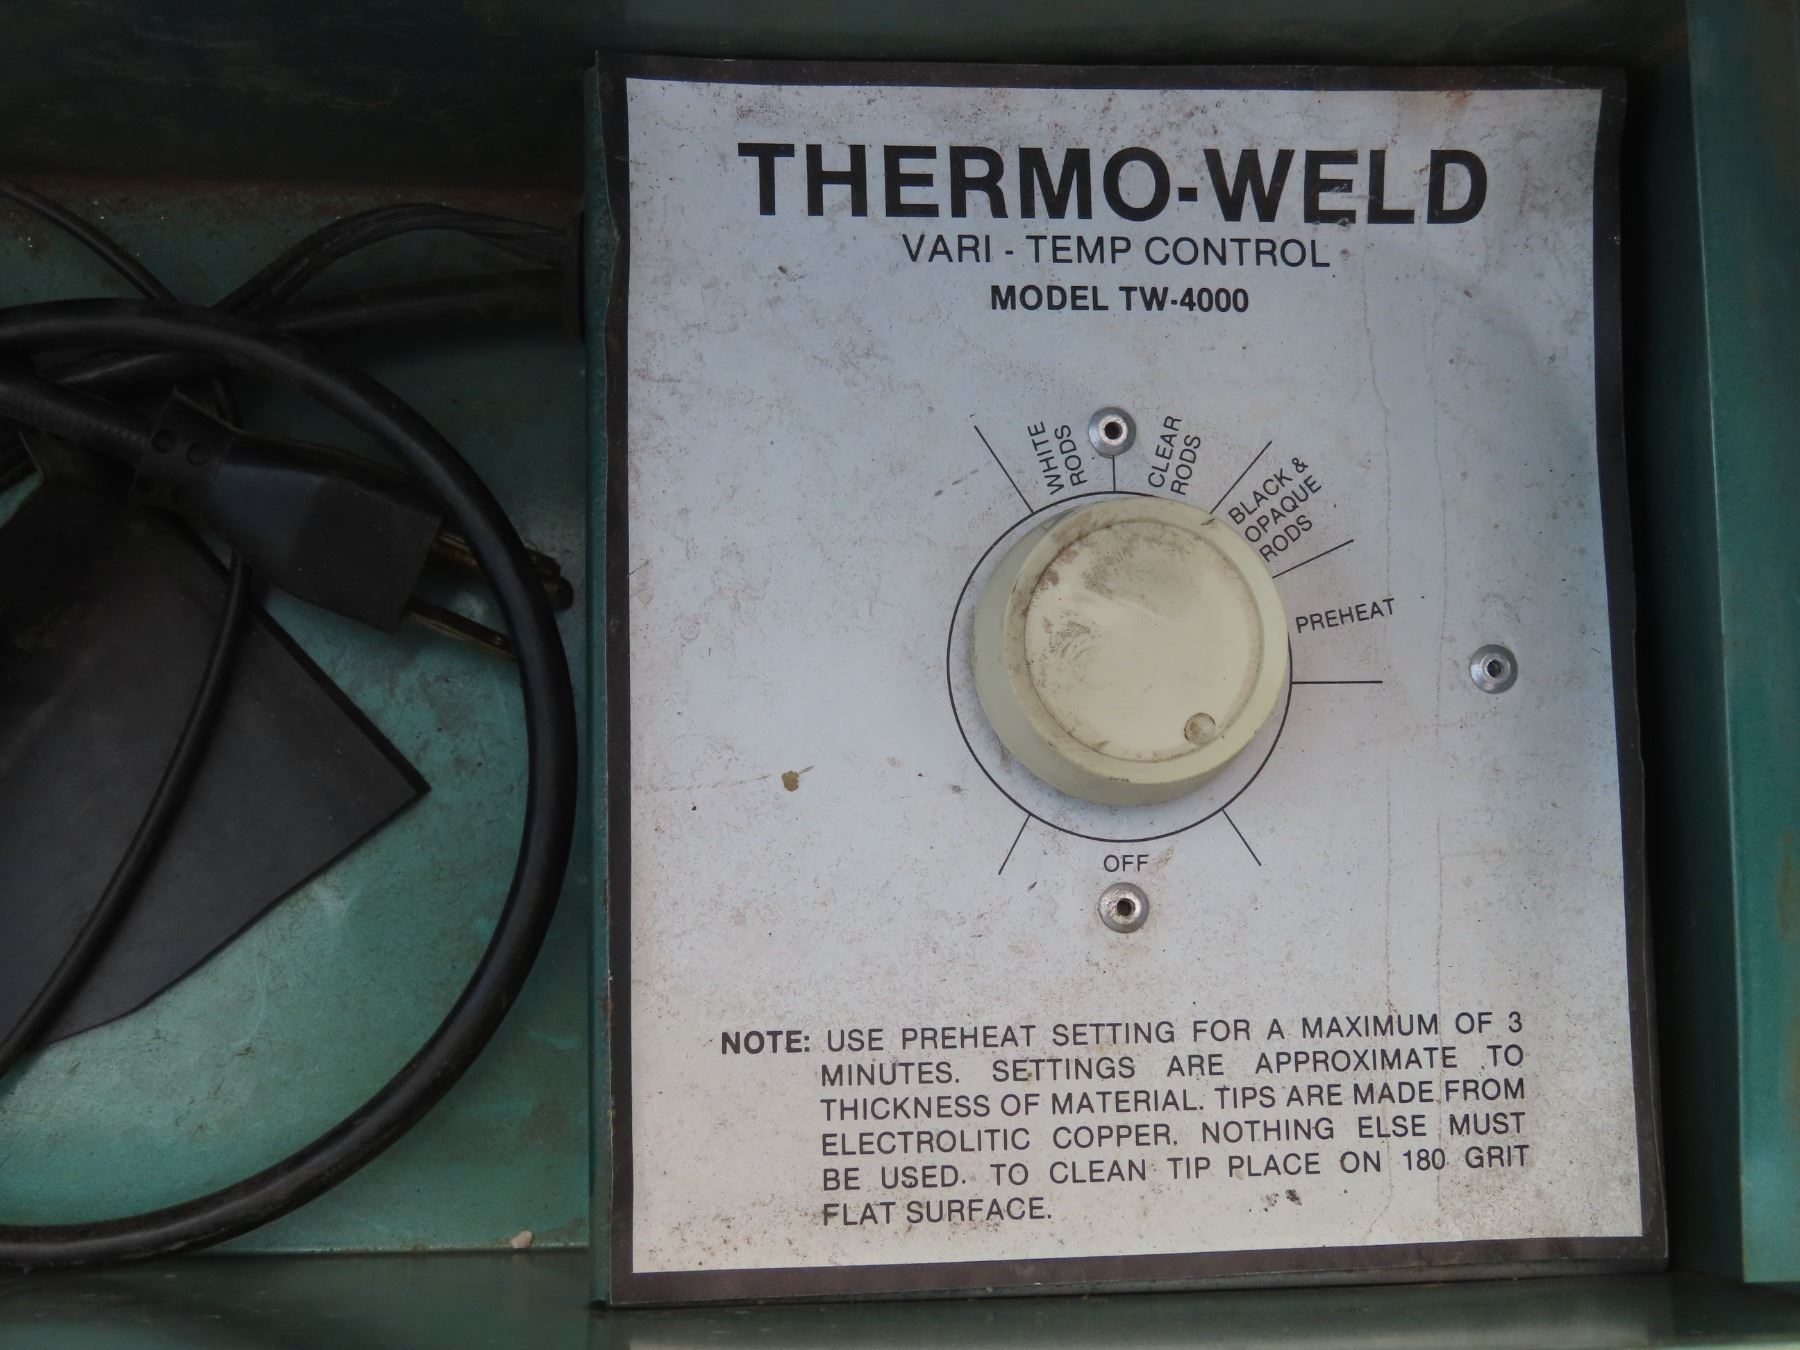 THERMO-WELD
VARI - TEMP CONTROL
MODEL TW-4000
WHITE
RODS
CLEAR
RODS
BLACK &
OPAQUE
RODS
PREHEAT
OFF
NOTE: USE PREHEAT SETTING FOR A MAXIMUM OF 3
MINUTES. SETTINGS ARE APPROXIMATE TO
THICKNESS OF MATERIAL. TIPS ARE MADE FROM
ELECTROLITIC COPPER. NOTHING ELSE MUST
BE USED. TO CLEAN TIP PLACE ON 180 GRIT
FLAT SURFACE.